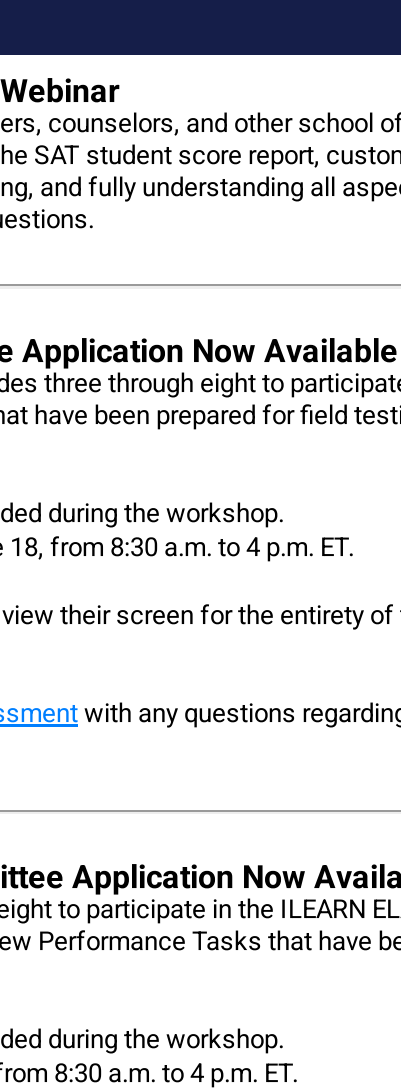 Webinar
ers, counselors, and other school of
he SAT student score report, custon
ng, and fully understanding all aspe
uestions.
e Application Now Available
des three through eight to participate
hat have been prepared for field testi
ded during the workshop.
e 18, from 8:30 a.m. to 4 p.m. ET.
view their screen for the entirety of
ssment with any questions regarding
ittee Application Now Availa
eight to participate in the ILEARN EL
ew Performance Tasks that have be
ded during the workshop.
from 8:30 a.m. to 4 p.m. ET.